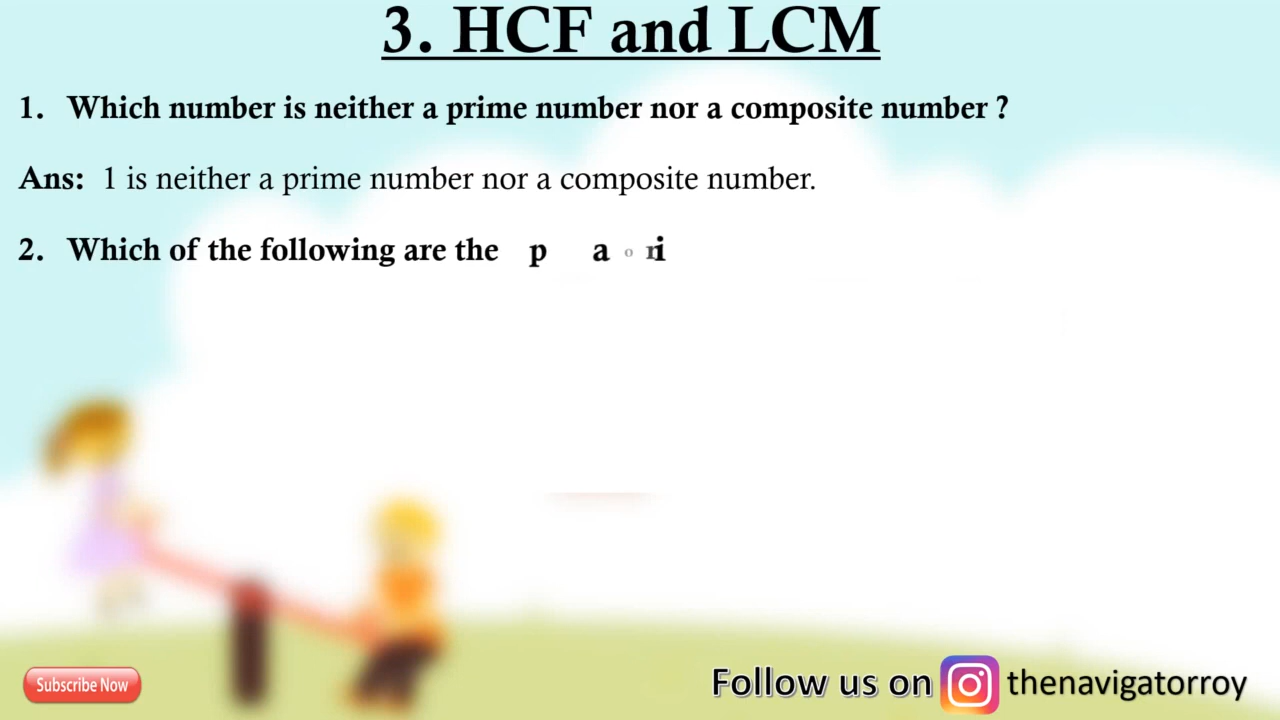 3. HCF and LCM
1. Which number is neither a prime number nor a composite number ?
Ans: 1 is neither a prime number nor a composite number.
2. Which of the following are the
Subscribe Now
Follow us on thenavigatorroy